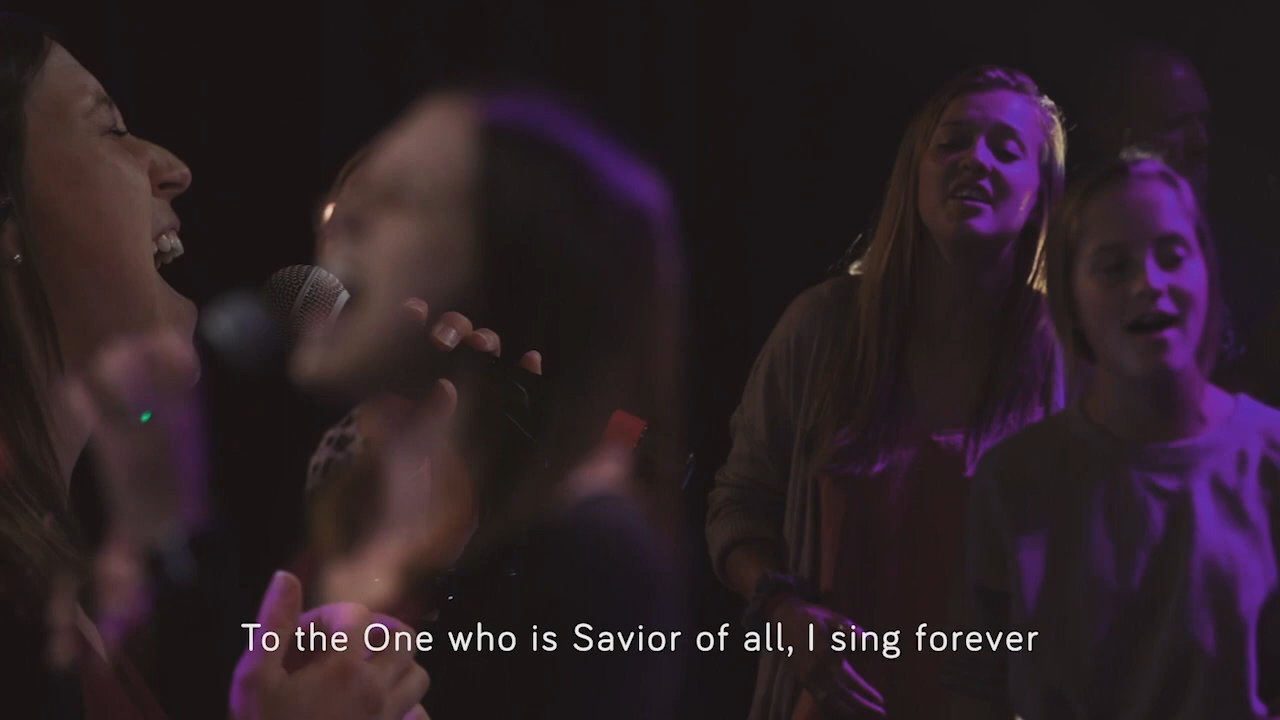 To the One who is Savior of all, I sing forever